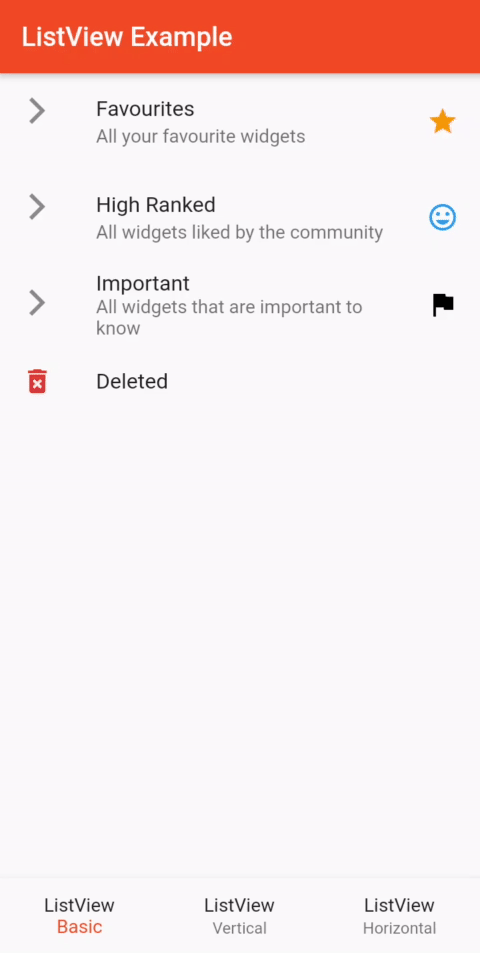 ListView Example
Favourites
All your favourite widgets
High Ranked
All widgets liked by the community
Important
All widgets that are important to
know
Deleted
ListView
Basic
ListView
Vertical
ListView
Horizontal